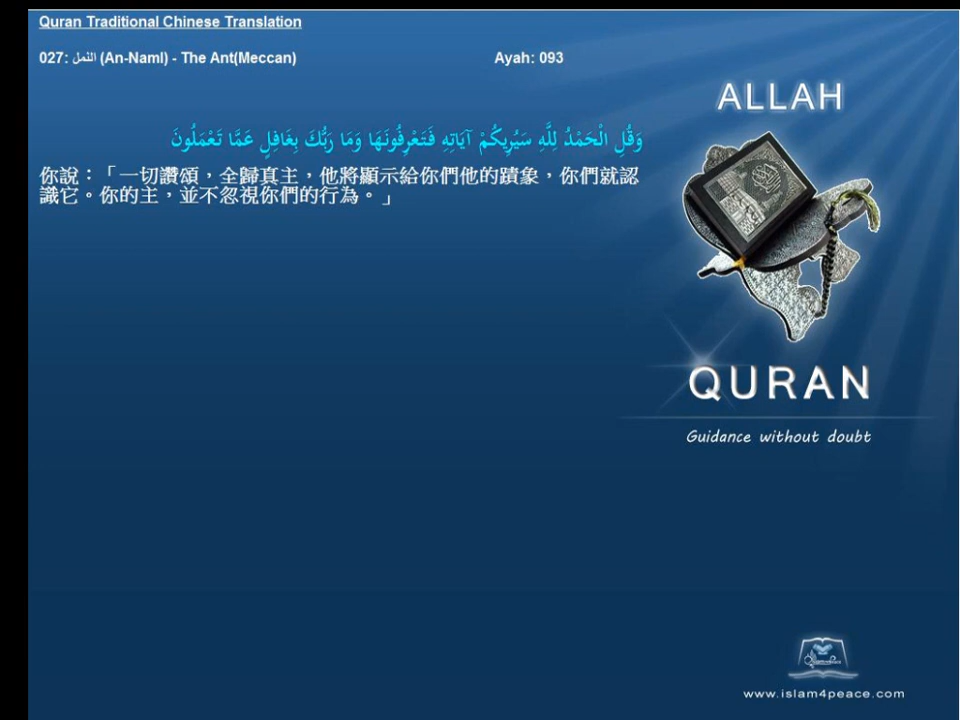 Quran Traditional Chinese Translation
027: النمل (An-Naml) - The Ant(Meccan)
Ayah: 093
وَقُلِ الْحَمْدُ لِلَّهِ سَيُرِيكُمْ آيَاتِهِ فَتَعْرِفُونَهَا وَمَا رَبُّكَ بِغَافِلٍ عَمَّا تَعْمَلُونَ
你說：「一切讚頌，全歸真主，他將顯示給你們他的蹟象，你們就認
識它。你的主，並不忽視你們的行為。」
ALLAH
QURAN
Guidance without doubt
www.islam4peace.com